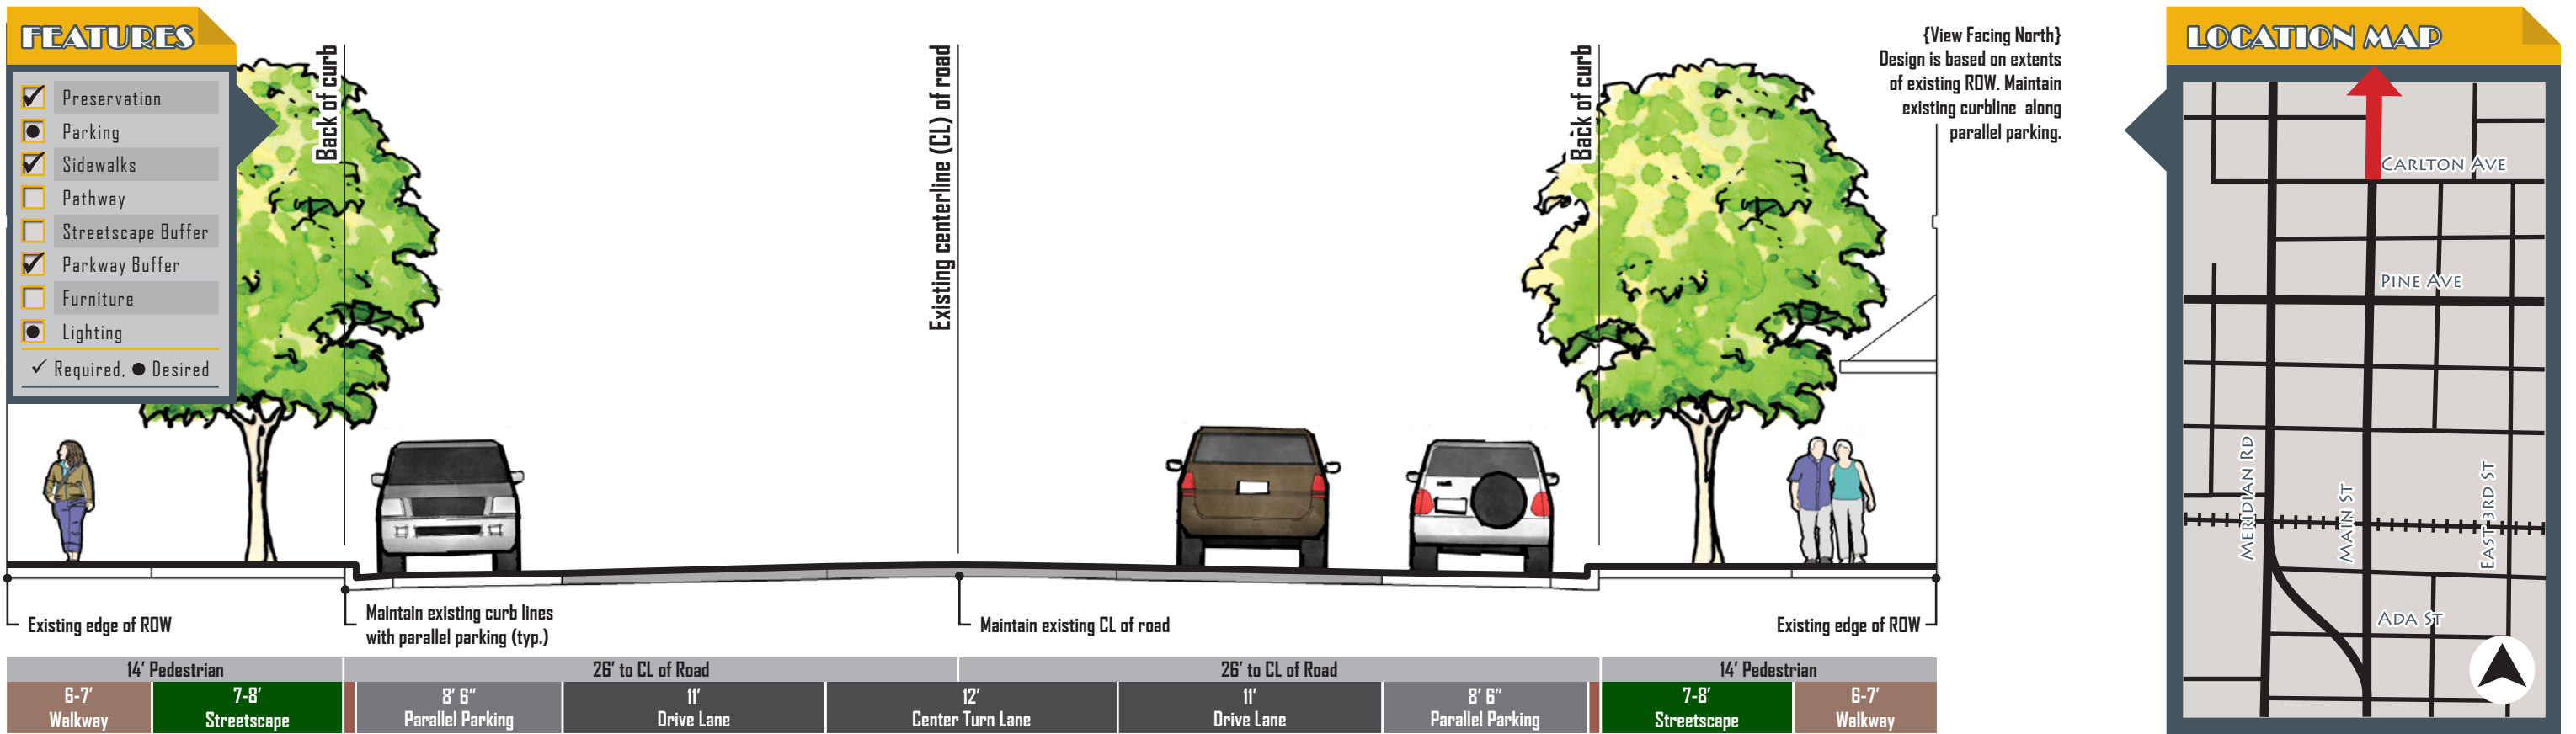 FEATURES
Preservation
Parking
Sidewalks
Pathway
Streetscape Buffer
Parkway Buffer
Furniture
Lighting
✓ Required, ● Desired
Back of curb
Existing centerline (CL) of road
Back of curb
{View Facing North}
Design is based on extents
of existing ROW. Maintain
existing curbline along
parallel parking.
Existing edge of ROW
Maintain existing curb lines
with parallel parking (typ.)
Maintain existing CL of road
Existing edge of ROW
14' Pedestrian
26' to CL of Road
26' to CL of Road
14' Pedestrian
6-7'
Walkway
7-8'
Streetscape
8' 6"
Parallel Parking
11'
Drive Lane
12'
Center Turn Lane
11'
Drive Lane
8' 6"
Parallel Parking
7-8'
Streetscape
6-7'
Walkway
LOCATION MAP
CARLTON AVE
PINE AVE
MERIDIAN RD
MAIN ST
EAST 3RD ST
ADA ST